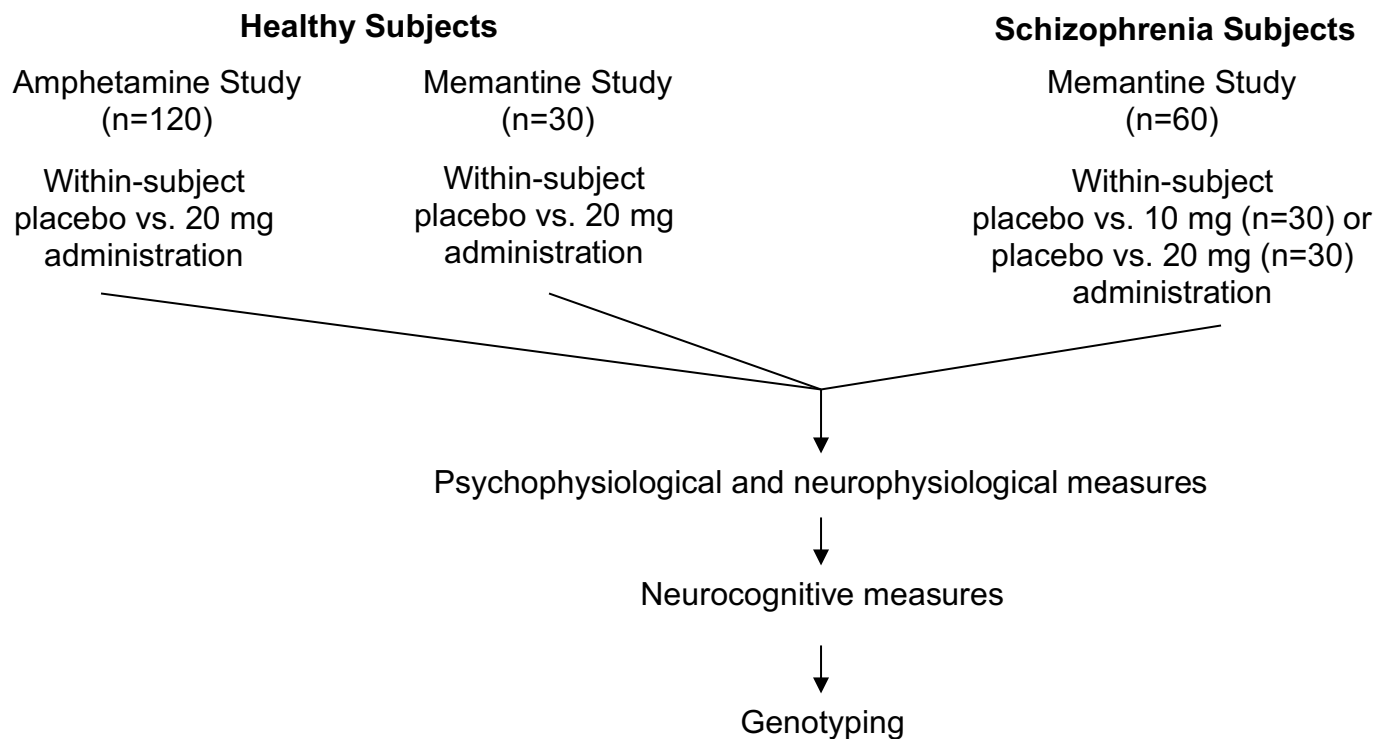 Healthy Subjects
Schizophrenia Subjects
Amphetamine Study
(n=120)
Within-subject
placebo vs. 20 mg
administration
Memantine Study
(n=30)
Within-subject
placebo vs. 20 mg
administration
Memantine Study
(n=60)
Within-subject
placebo vs. 10 mg (n=30) or
placebo vs. 20 mg (n=30)
administration
Psychophysiological and neurophysiological measures
Neurocognitive measures
Genotyping